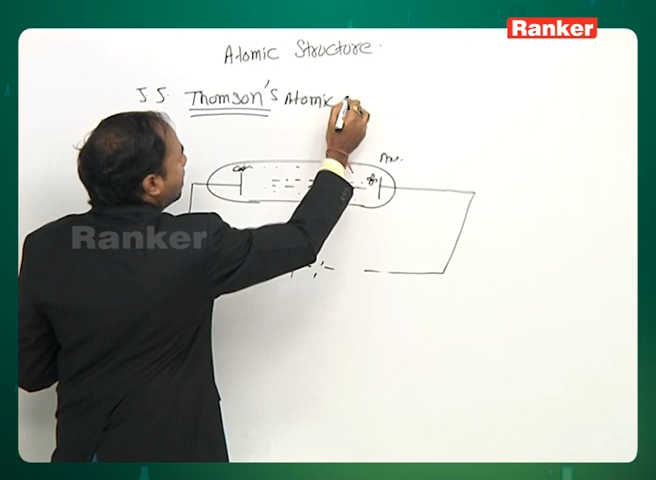 Ranker
Atomic Structure.
J J. Thomson's Atomic
Ranker